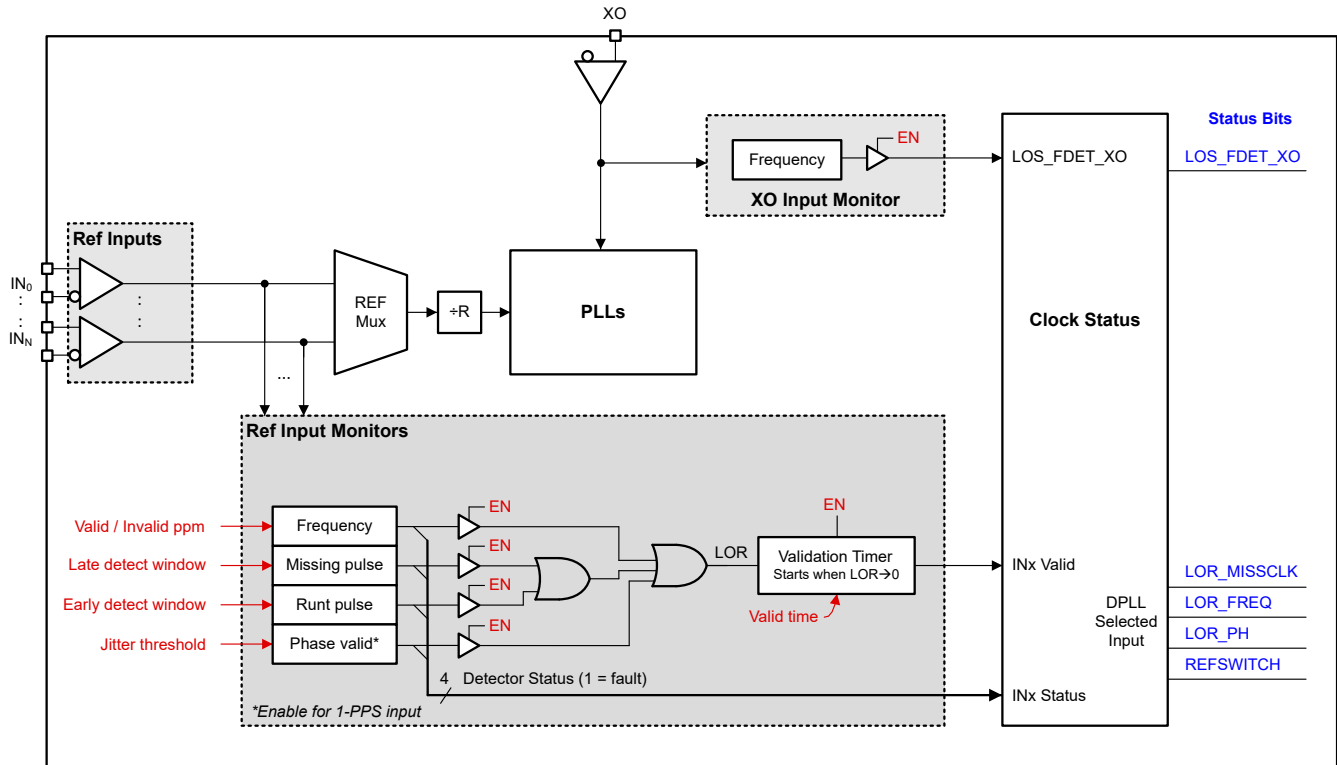 XO
Status Bits
EN
Frequency
LOS_FDET_XO
LOS_FDET_XO
XO Input Monitor
Ref Inputs
IN0
:
:
INN
:
:
REF
Mux
÷R
PLLs
Clock Status
...
Ref Input Monitors
Valid / Invalid ppm
Late detect window
Early detect window
Jitter threshold
Frequency
Missing pulse
Runt pulse
Phase valid*
EN
EN
EN
EN
LOR
EN
Validation Timer
Starts when LOR→0
Valid time
INx Valid
DPLL
Selected
Input
LOR_MISSCLK
LOR_FREQ
LOR_PH
REFSWITCH
4 Detector Status (1 = fault)
INx Status
*Enable for 1-PPS input